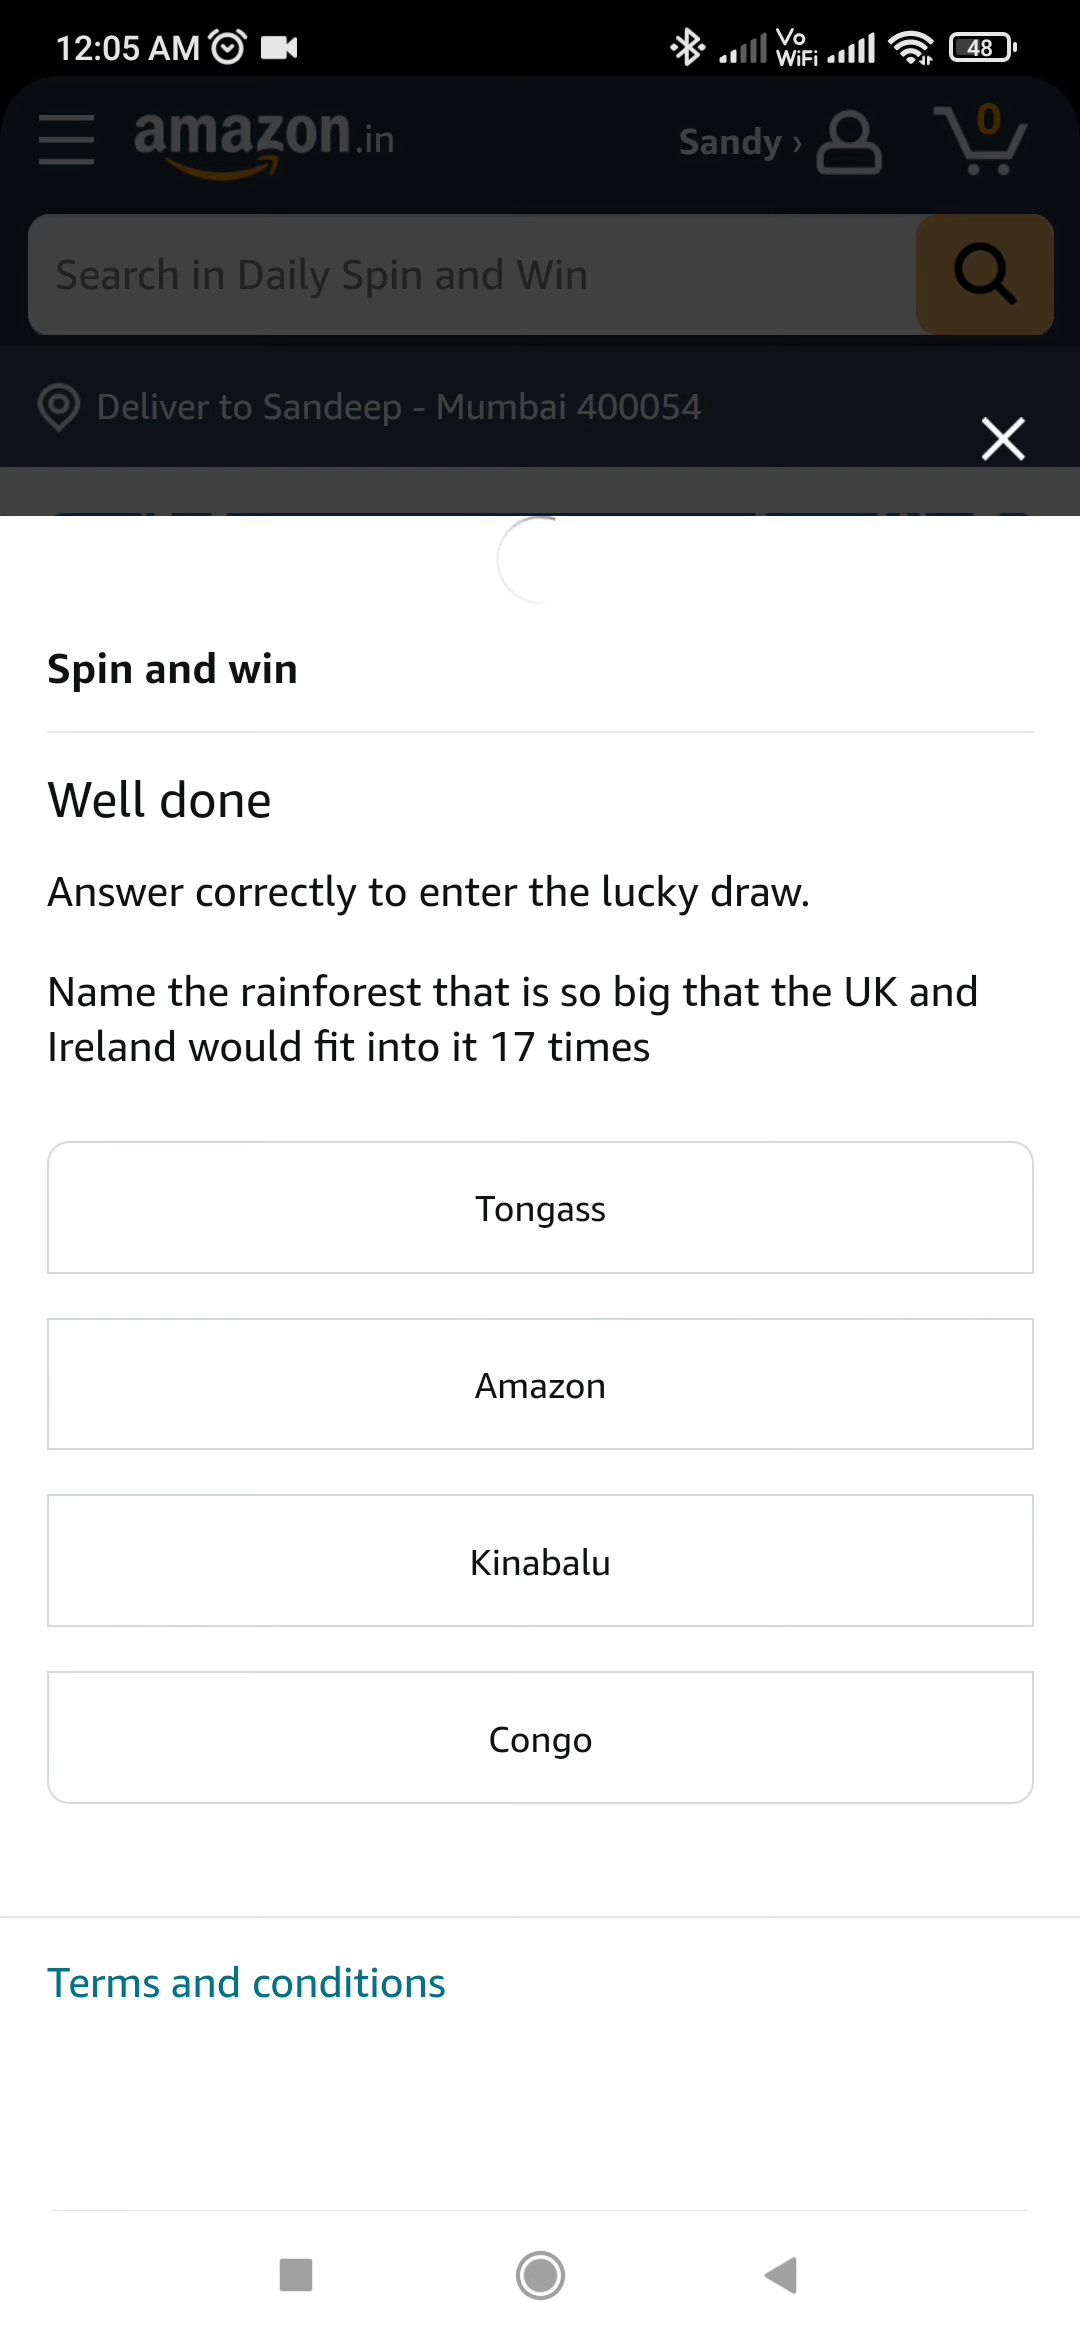 12:05 AM Vo WiFi 48
amazon.in Sandy › 0
Search in Daily Spin and Win
Deliver to Sandeep - Mumbai 400054
Spin and win
Well done
Answer correctly to enter the lucky draw.
Name the rainforest that is so big that the UK and
Ireland would fit into it 17 times
Tongass
Amazon
Kinabalu
Congo
Terms and conditions